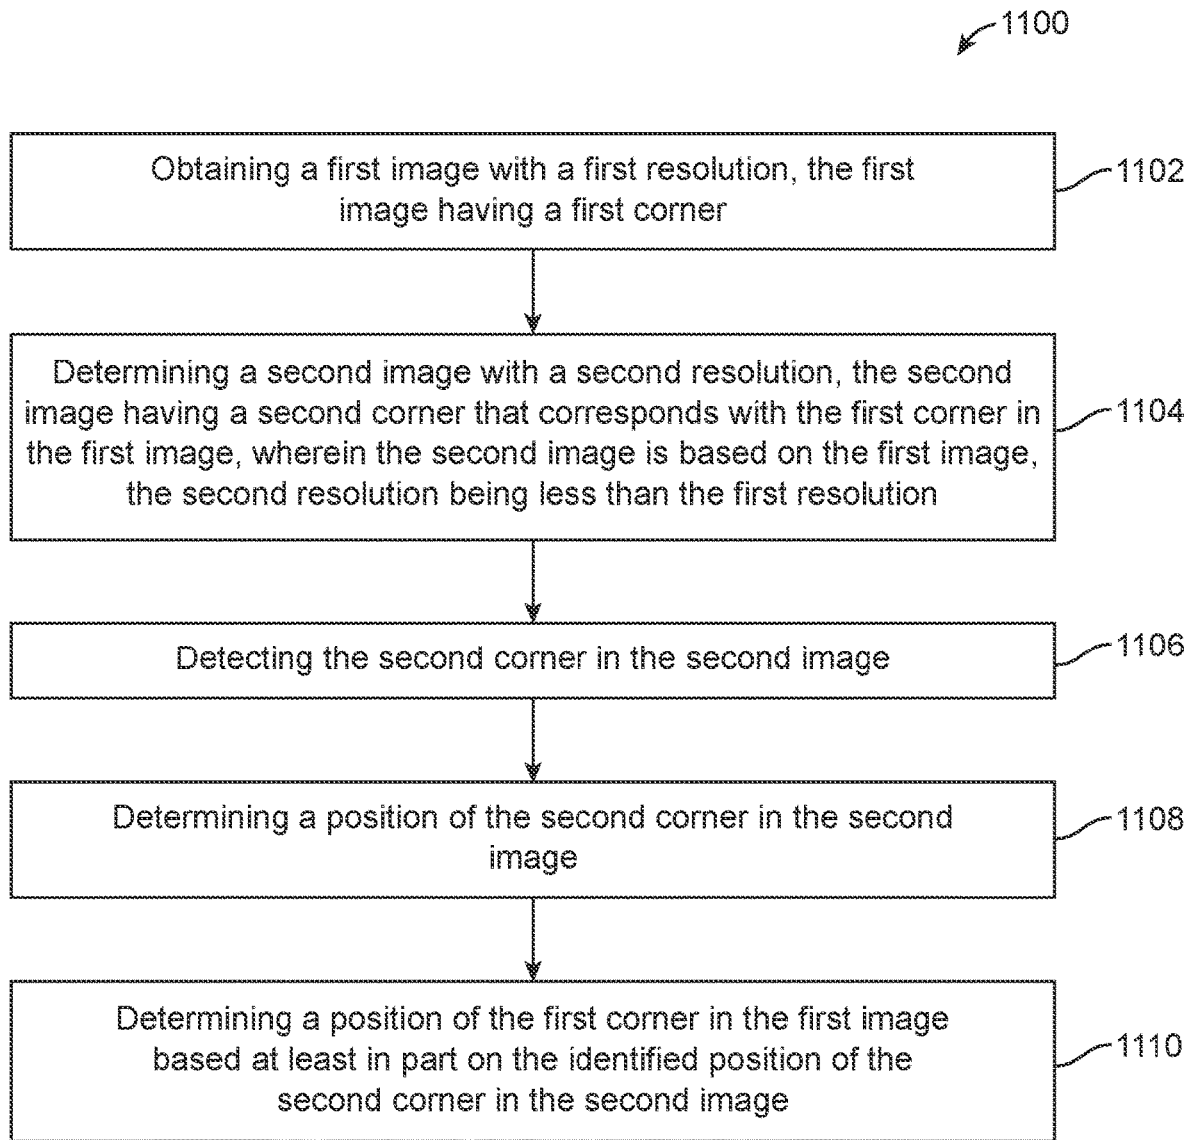 1100
Obtaining a first image with a first resolution, the first
image having a first corner
1102
Determining a second image with a second resolution, the second
image having a second corner that corresponds with the first corner in
the first image, wherein the second image is based on the first image,
the second resolution being less than the first resolution
1104
Detecting the second corner in the second image
1106
Determining a position of the second corner in the second
image
1108
Determining a position of the first corner in the first image
based at least in part on the identified position of the
second corner in the second image
1110